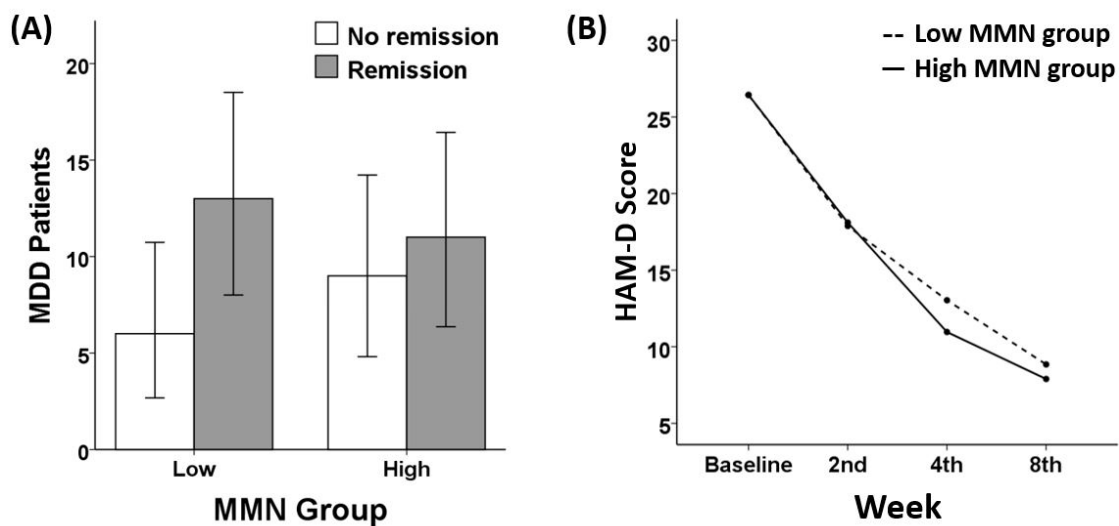 (A)
No remission
Remission
MDD Patients
20
15
10
5
0
Low
High
MMN Group
(B)
Low MMN group
High MMN group
HAM-D Score
30
25
20
15
10
5
Baseline
2nd
4th
8th
Week